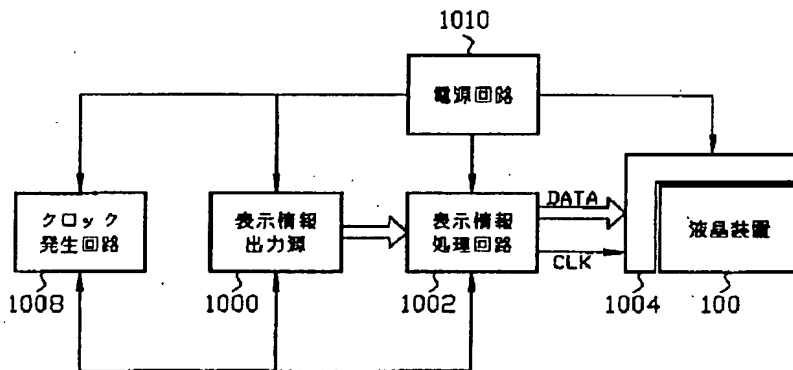 1010
電源回路
クロック
発生回路
表示情報
出力源
表示情報
処理回路
DATA
CLK
液晶装置
1008
1000
1002
1004
100